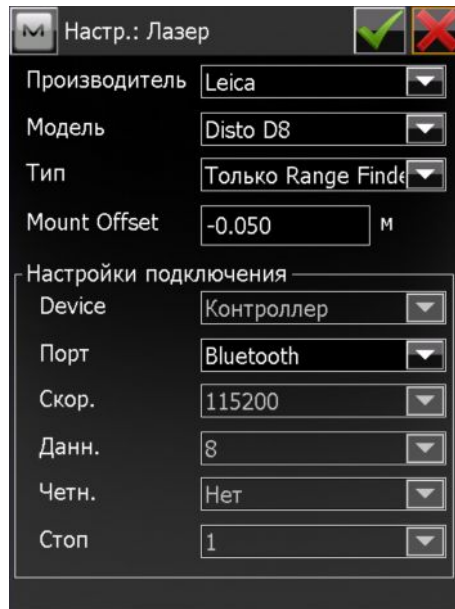 Настр.: Лазер
Производитель Leica
Модель Disto D8
Тип Только Range Finde
Mount Offset -0.050 м
Настройки подключения
Device Контроллер
Порт Bluetooth
Скор. 115200
Данн. 8
Четн. Нет
Стоп 1